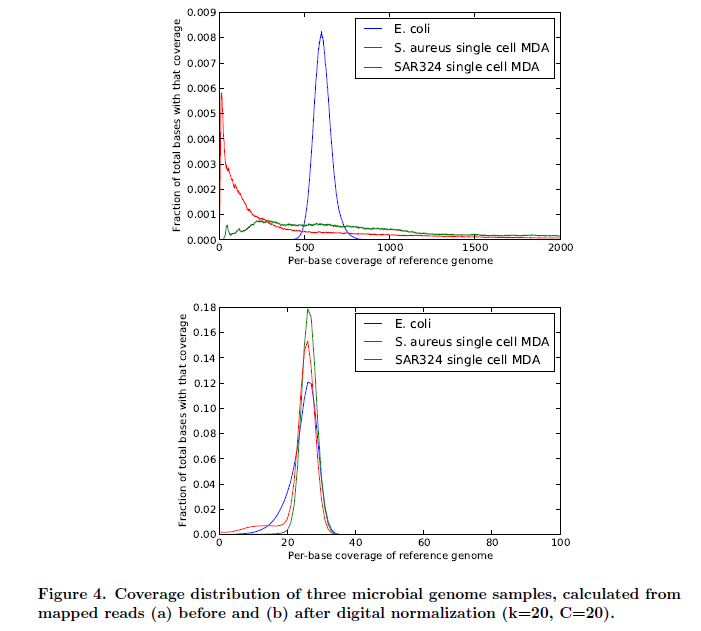 0.009
0.008
0.007
0.006
0.005
0.004
0.003
0.002
0.001
0.000
Fraction of total bases with that coverage
E. coli
S. aureus single cell MDA
SAR324 single cell MDA
0
500
1000
1500
2000
Per-base coverage of reference genome
0.18
0.16
0.14
0.12
0.10
0.08
0.06
0.04
0.02
0.00
Fraction of total bases with that coverage
E. coli
S. aureus single cell MDA
SAR324 single cell MDA
0
20
40
60
80
100
Per-base coverage of reference genome
Figure 4. Coverage distribution of three microbial genome samples, calculated from
mapped reads (a) before and (b) after digital normalization (k=20, C=20).